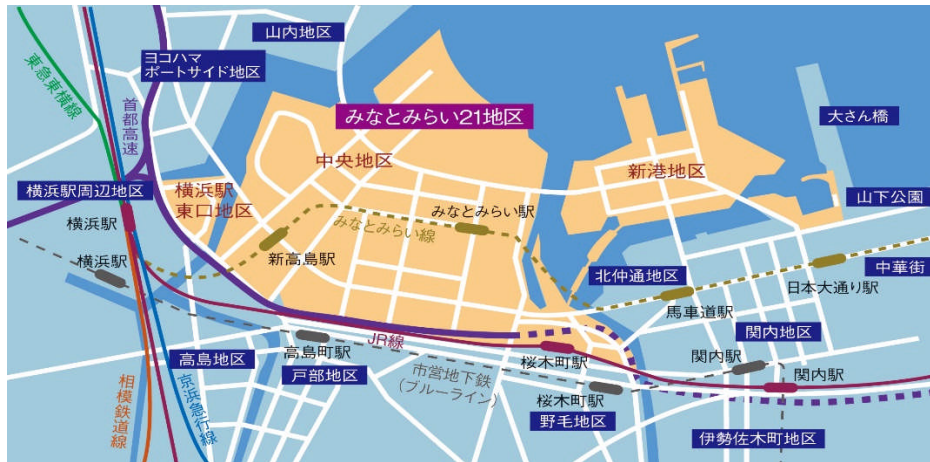 山内地区
ヨコハマ
ポートサイド地区
東急東横線
首都高速
みなとみらい21地区
大さん橋
中央地区
新港地区
横浜駅周辺地区
横浜駅
東口地区
山下公園
横浜駅
みなとみらい駅
みなとみらい線
新高島駅
横浜駅
北仲通地区
中華街
日本大通り駅
馬車道駅
関内地区
JR線
高島町駅
高島地区
桜木町駅
関内駅
戸部地区
市営地下鉄
(ブルーライン)
関内駅
相模鉄道線
京浜急行線
桜木町駅
野毛地区
伊勢佐木町地区